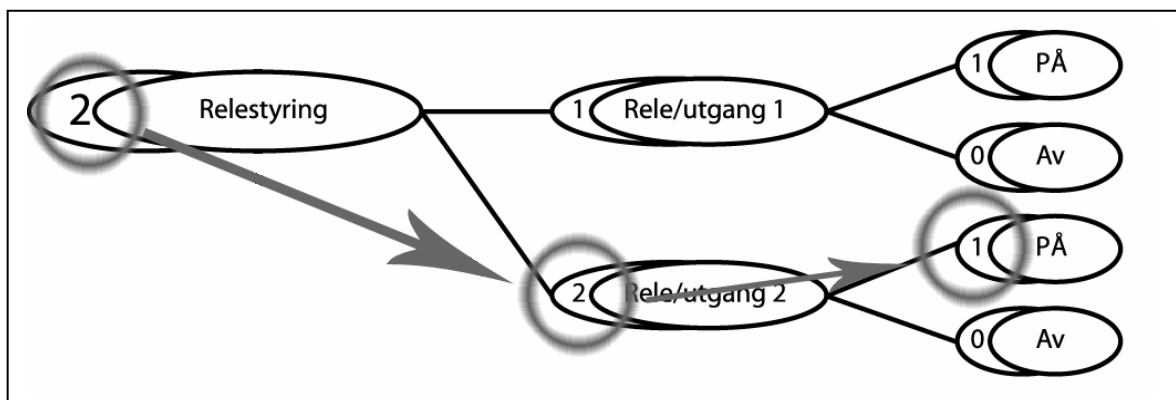 2 Relestyring
1 Rele/utgang 1
1 PÅ
0 Av
2 Rele/utgang 2
1 PÅ
0 Av